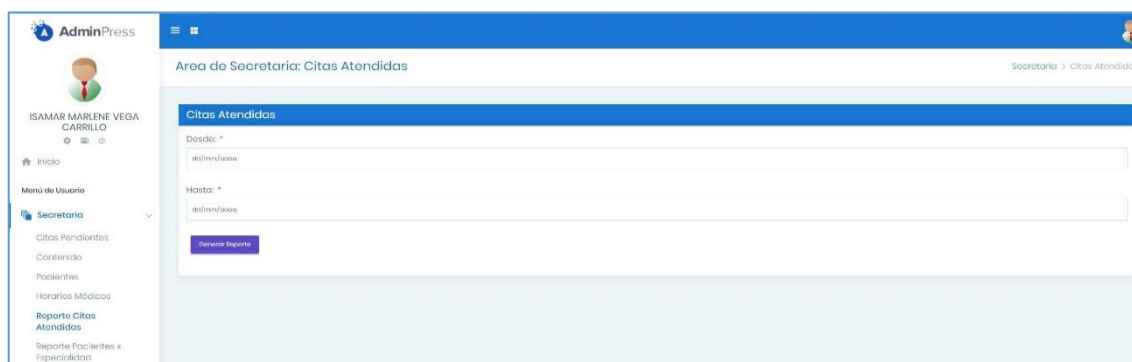 AdminPress
ISAMAR MARLENE VEGA
CARRILLO
Inicio
Menú de Usuario
Secretaria
Citas Pendientes
Contenido
Pacientes
Horarios Médicos
Reporte Citas
Atendidas
Reporte Pacientes x
Especialidad
Area de Secretaria: Citas Atendidas
Secretaria > Citas Atendida
Citas Atendidas
Desde: *
dd/mm/aaaa
Hasta: *
dd/mm/aaaa
Generar Reporte